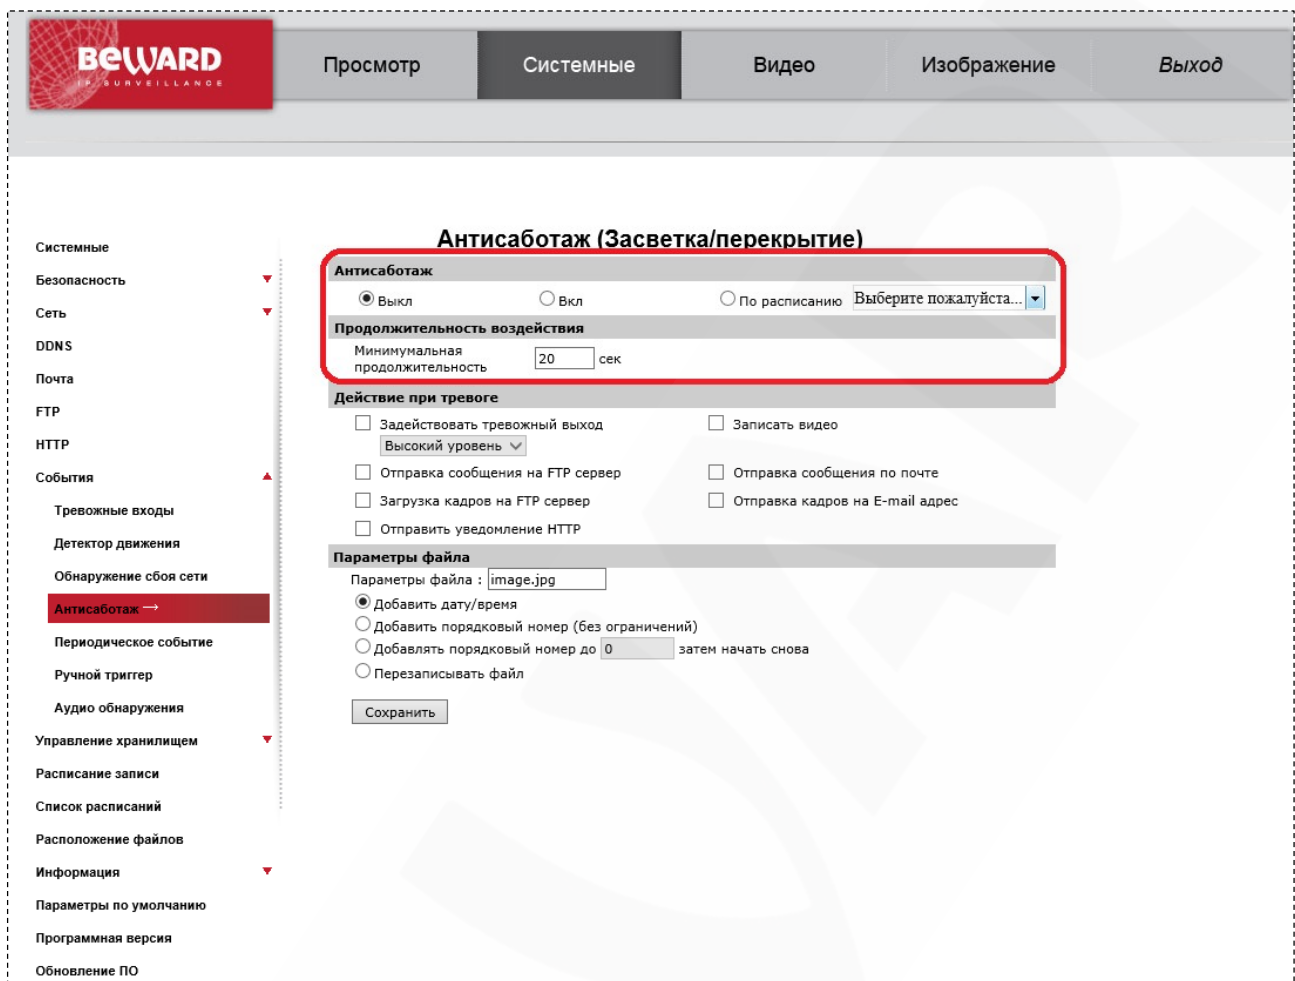 BEWARD
IP SURVEILLANCE
Просмотр Системные Видео Изображение Выход
Антисаботаж (Засветка/перекрытие)
Системные
Безопасность
Сеть
DDNS
Почта
FTP
HTTP
События
Тревожные входы
Детектор движения
Обнаружение сбоя сети
Антисаботаж →
Периодическое событие
Ручной триггер
Аудио обнаружения
Управление хранилищем
Расписание записи
Список расписаний
Расположение файлов
Информация
Параметры по умолчанию
Программная версия
Обновление ПО
Антисаботаж
Выкл Вкл По расписанию Выберите пожалуйста...
Продолжительность воздействия
Минимумальная
продолжительность 20 сек
Действие при тревоге
Задействовать тревожный выход Записать видео
Высокий уровень
Отправка сообщения на FTP сервер Отправка сообщения по почте
Загрузка кадров на FTP сервер Отправка кадров на E-mail адрес
Отправить уведомление HTTP
Параметры файла
Параметры файла : image.jpg
Добавить дату/время
Добавить порядковый номер (без ограничений)
Добавлять порядковый номер до 0 затем начать снова
Перезаписывать файл
Сохранить